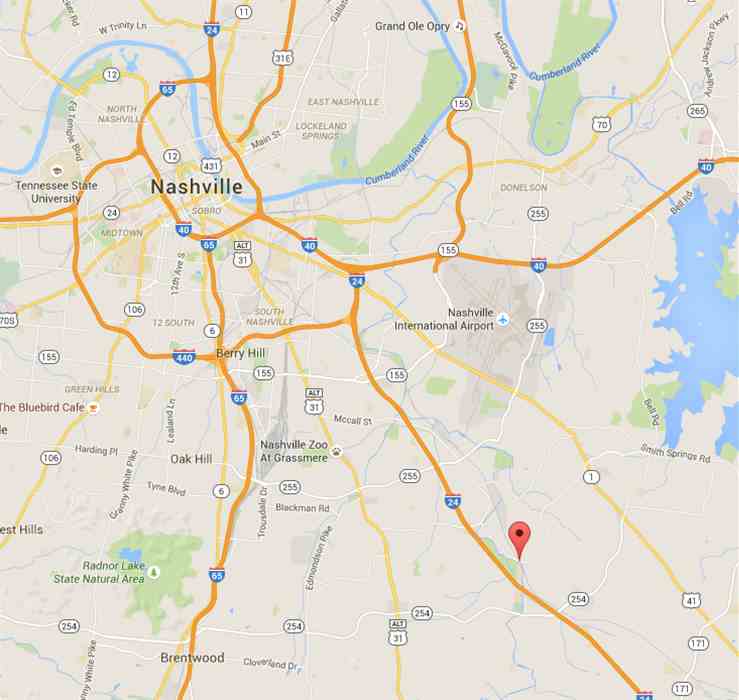 24
11
W Trinity Ln
Grand Ole Opry
McGavock Pike
Cumberland River
Andrew Jackson Pkwy
31E
12
65
NORTH
NASHVILLE
Ed Temple Blvd
EAST NASHVILLE
LOCKELAND
SPRINGS
155
265
70
Main St
12
431
Cumberland River
40
Tennessee State
University
Nashville
DONELSON
Bell Rd
24
SOBRO
255
MIDTOWN
40
65
ALT
31
40
155
40
12th Ave S
24
106
SOUTH
NASHVILLE
Nashville
International Airport
70S
12 SOUTH
6
255
155
440
Berry Hill
155
155
GREEN HILLS
65
ALT
31
The Bluebird Cafe
Lealand Ln
Mccall St
Bell Rd
Harding Pl
106
Granny White Pike
Oak Hill
Nashville Zoo
At Grassmere
Smith Springs Rd
255
1
Tyne Blvd
6
255
Trousdale Dr
Blackman Rd
24
est Hills
Edmondson Pike
Radnor Lake
State Natural Area
65
254
41
254
254
254
ALT
31
171
Brentwood
Cloverland Dr
171
24